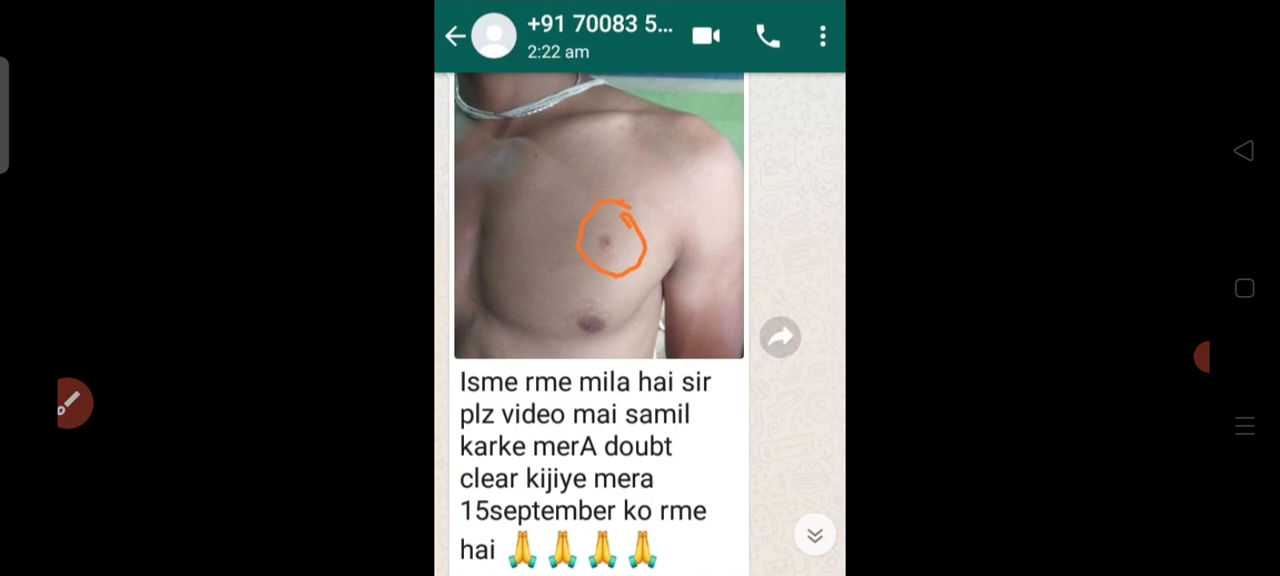 +91 70083 5...
2:22 am
Isme rme mila hai sir
plz video mai samil
karke merA doubt
clear kijiye mera
15september ko rme
hai 🙏 🙏 🙏 🙏